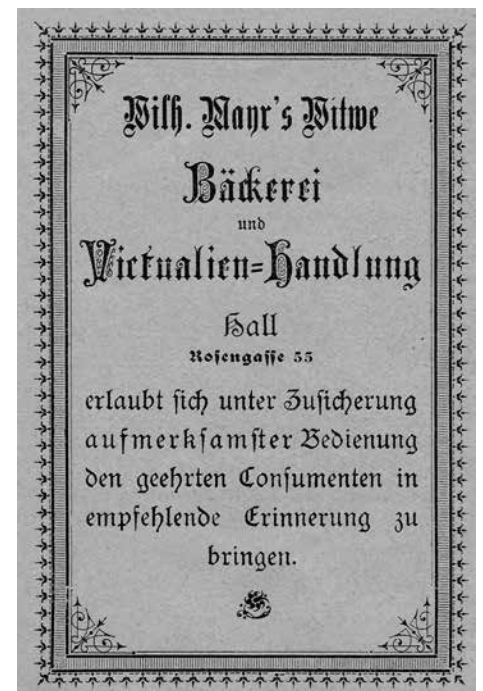 Wilh. Mayr's Witwe
Bäckerei
und
Victualien=Handlung
Hall
Rosengasse 55
erlaubt sich unter Zusicherung
aufmerksamster Bedienung
den geehrten Consumenten in
empfehlende Erinnerung zu
bringen.